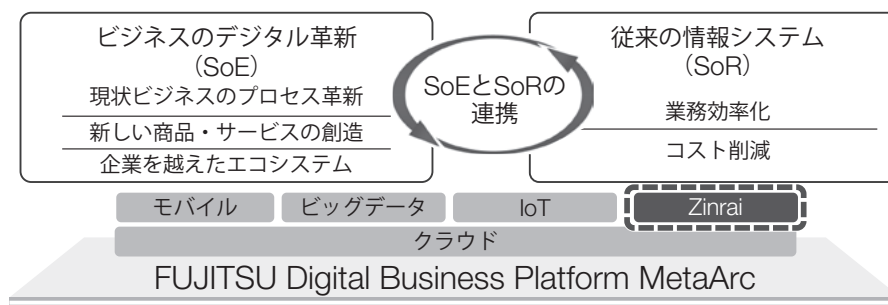 ビジネスのデジタル革新
（SoE）
現状ビジネスのプロセス革新
新しい商品・サービスの創造
企業を越えたエコシステム
SoEとSoRの
連携
従来の情報システム
（SoR）
業務効率化
コスト削減
モバイル
ビッグデータ
IoT
Zinrai
クラウド
FUJITSU Digital Business Platform MetaArc